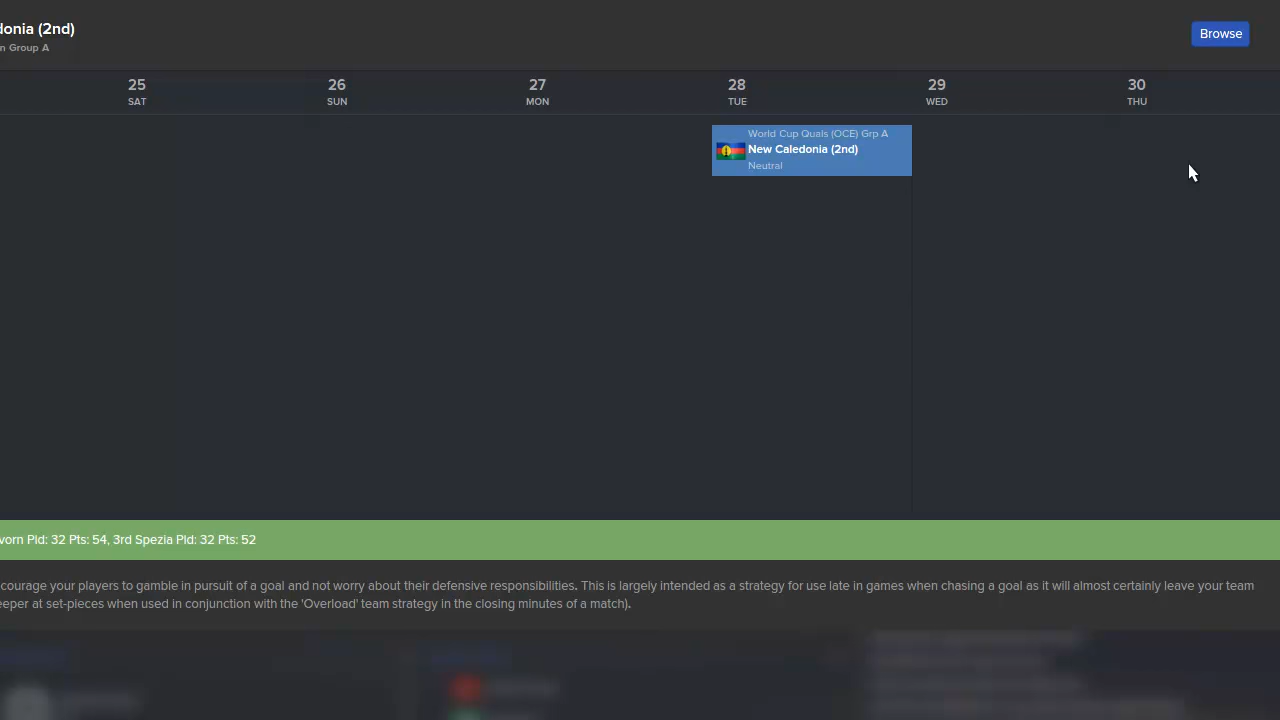 donia (2nd)
n Group A
Browse
25 26 27 28 29 30
SAT SUN MON TUE WED THU
World Cup Quals (OCE) Grp A
New Caledonia (2nd)
Neutral
vorn Pld: 32 Pts: 54, 3rd Spezia Pld: 32 Pts: 52
courage your players to gamble in pursuit of a goal and not worry about their defensive responsibilities. This is largely intended as a strategy for use late in games when chasing a goal as it will almost certainly leave your team
eeper at set-pieces when used in conjunction with the 'Overload' team strategy in the closing minutes of a match).